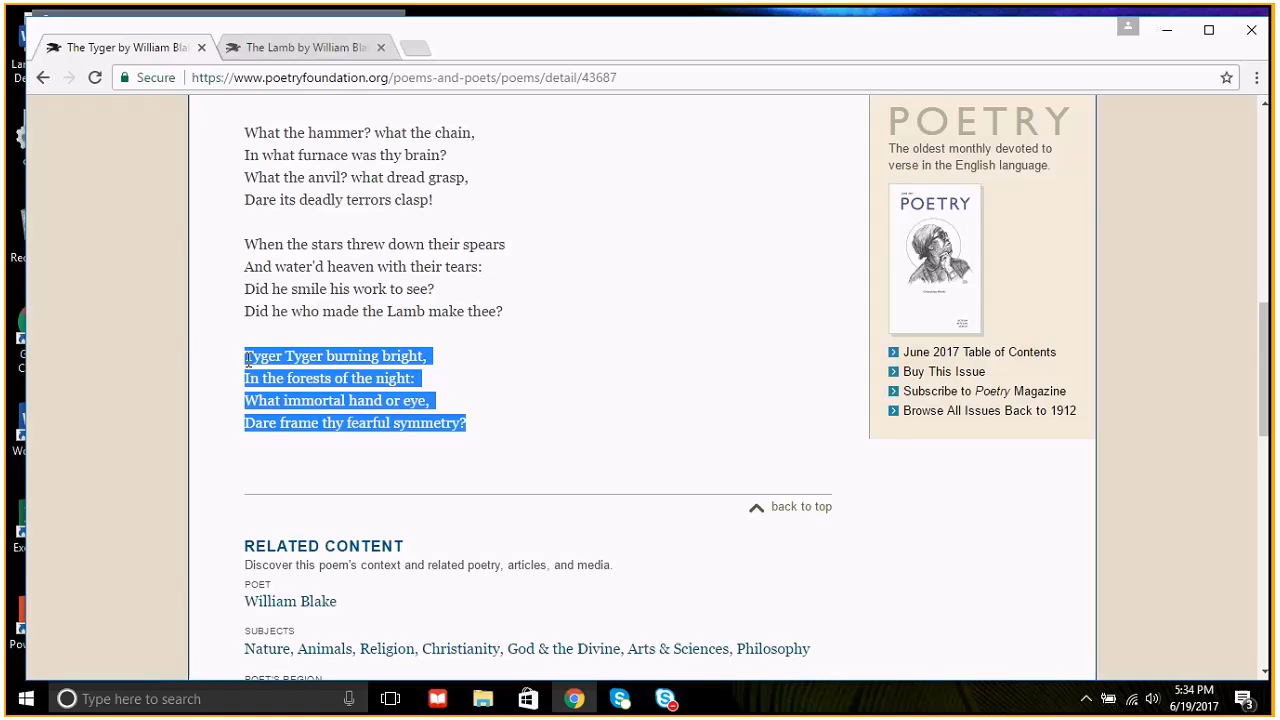 The Tyger by William Bla
The Lamb by William Bla
Secure
https://www.poetryfoundation.org/poems-and-poets/poems/detail/43687
What the hammer? what the chain,
In what furnace was thy brain?
What the anvil? what dread grasp,
Dare its deadly terrors clasp!
When the stars threw down their spears
And water'd heaven with their tears:
Did he smile his work to see?
Did he who made the Lamb make thee?
Tyger Tyger burning bright,
In the forests of the night:
What immortal hand or eye,
Dare frame thy fearful symmetry?
back to top
RELATED CONTENT
Discover this poem's context and related poetry, articles, and media.
POET
William Blake
SUBJECTS
Nature, Animals, Religion, Christianity, God & the Divine, Arts & Sciences, Philosophy
POET'S REGION
POETRY
The oldest monthly devoted to
verse in the English language.
POETRY
June 2017 Table of Contents
Buy This Issue
Subscribe to Poetry Magazine
Browse All Issues Back to 1912
Type here to search
5:34 PM
6/19/2017
3